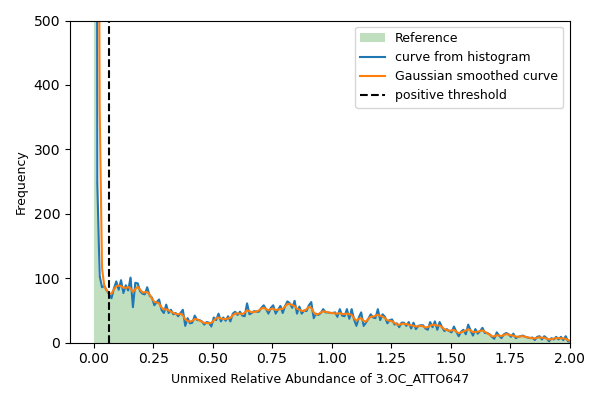 500
400
300
200
100
0
Frequency
Reference
curve from histogram
Gaussian smoothed curve
positive threshold
0.00 0.25 0.50 0.75 1.00 1.25 1.50 1.75 2.00
Unmixed Relative Abundance of 3.OC_ATTO647